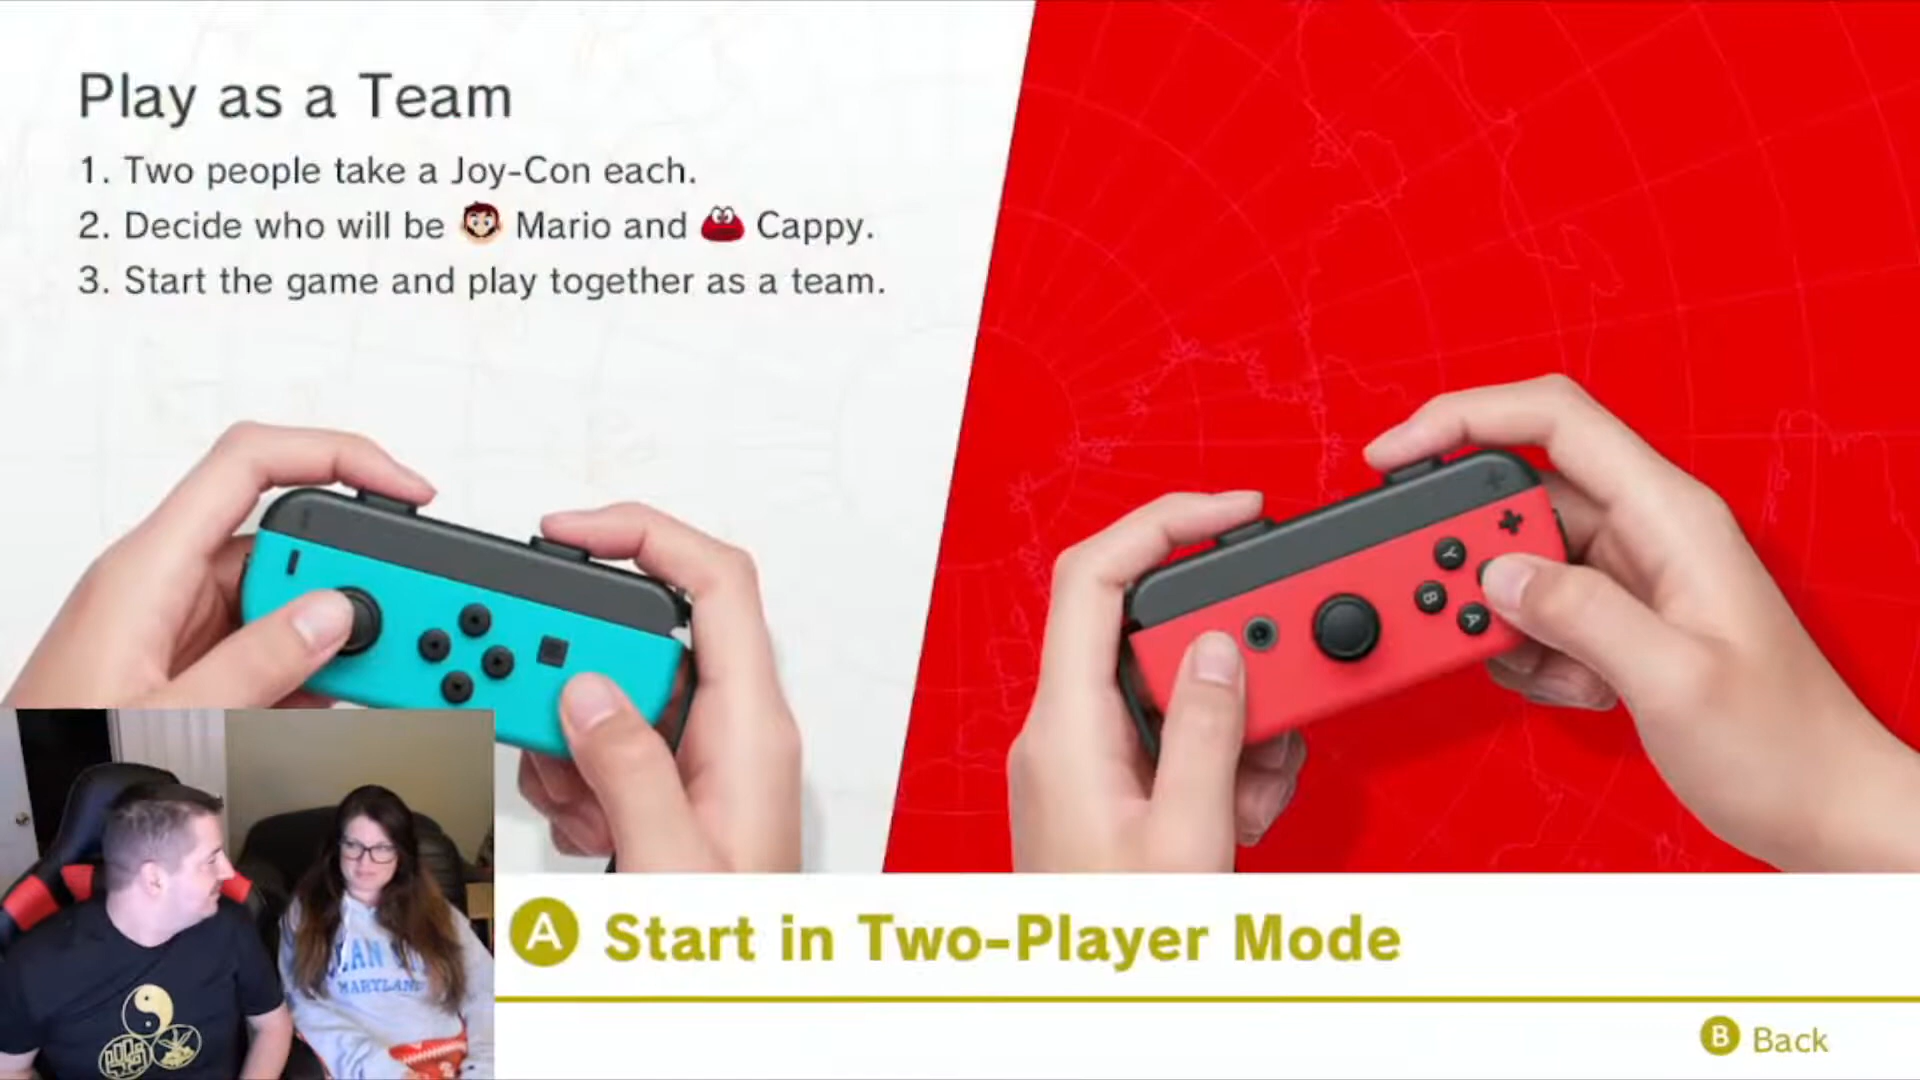 Play as a Team
1. Two people take a Joy-Con each.
2. Decide who will be Mario and Cappy.
3. Start the game and play together as a team.
Y
B
A
MARYLAND
A Start in Two-Player Mode
B Back